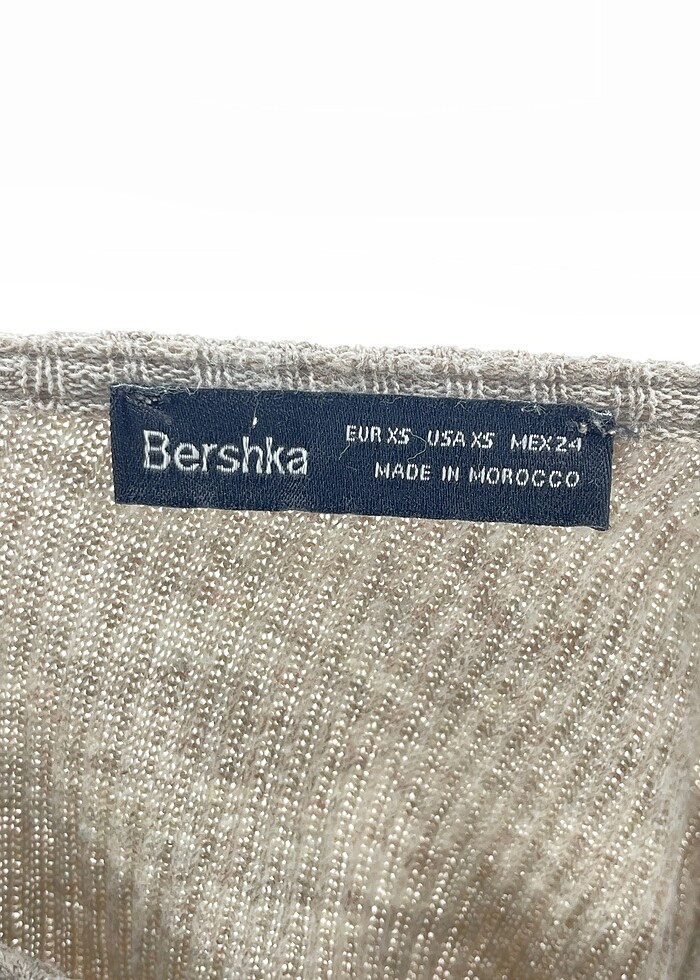 Bershka
EUR XS USA XS MEX 24
MADE IN MOROCCO